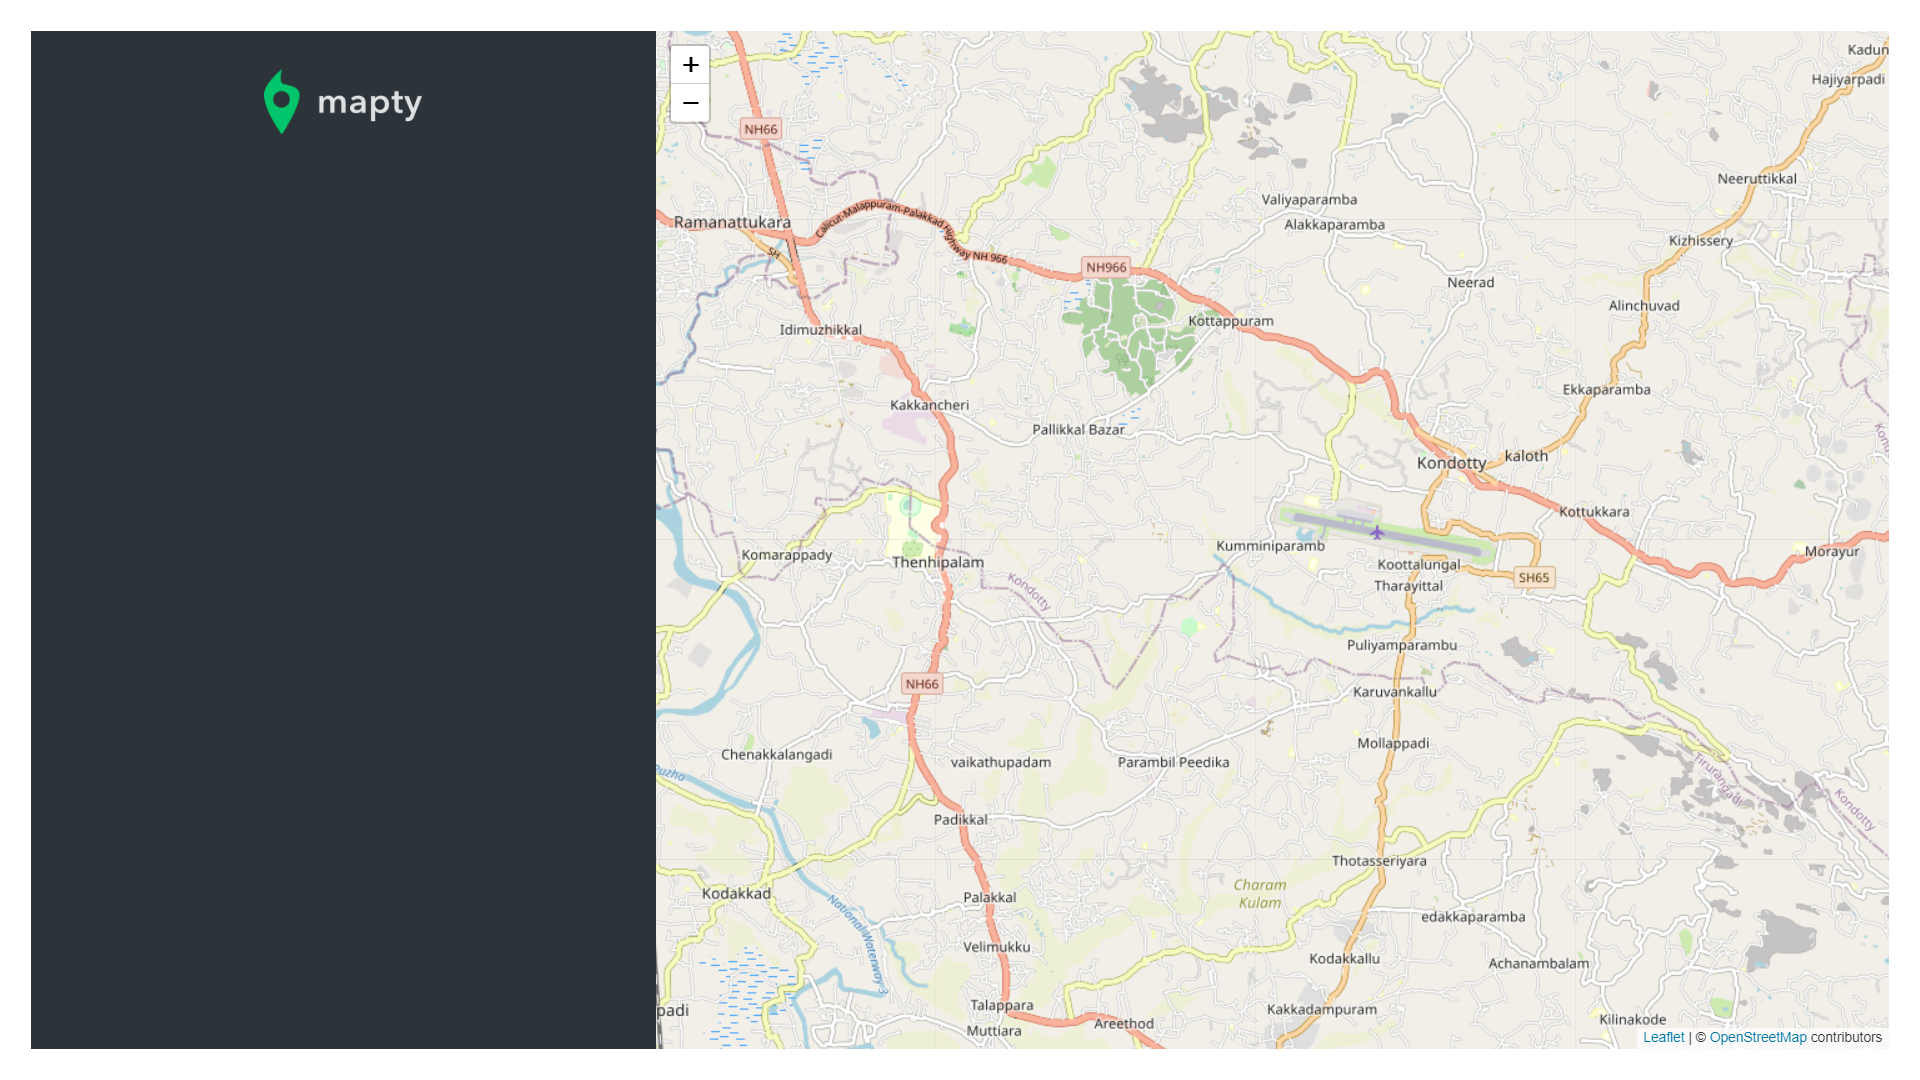 mapty
+
−
Kadun
Hajiyarpadi
NH66
Neeruttikkal
Valiyaparamba
Ramanattukara
Calicut-Malappuram-Palakkad Highway NH 966
Alakkaparamba
Kizhissery
SH
NH966
Neerad
Alinchuvad
Kottappuram
Idimuzhikkal
Ekkaparamba
Kakkancheri
Pallikkal Bazar
Kond
kaloth
Kondotty
Kottukkara
Kumminiparamb
Morayur
Komarappady
Thenhipalam
Koottalungal
SH65
Tharayittal
Kondotty
Puliyamparambu
NH66
Karuvankallu
Mollappadi
Chenakkalangadi
vaikathupadam
Parambil Peedika
Puzha
Tirurangadi
Kondotty
Padikkal
Thotasseriyara
Charam
Kulam
Kodakkad
Palakkal
edakkaparamba
National Waterway 3
Velimukku
Kodakkallu
Achanambalam
Talappara
padi
Kakkadampuram
Areethod
Kilinakode
Muttiara
Leaflet | © OpenStreetMap contributors